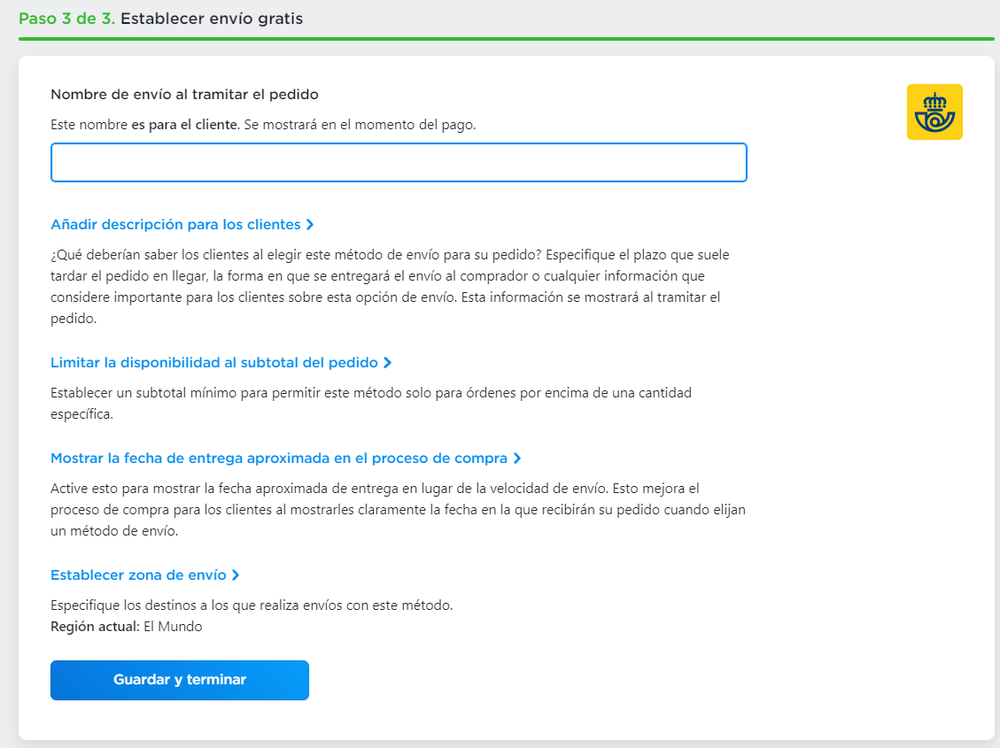 Paso 3 de 3. Establecer envío gratis
Nombre de envío al tramitar el pedido
Este nombre es para el cliente. Se mostrará en el momento del pago.
Añadir descripción para los clientes
¿Qué deberían saber los clientes al elegir este método de envío para su pedido? Especifique el plazo que suele
tardar el pedido en llegar, la forma en que se entregará el envío al comprador o cualquier información que
considere importante para los clientes sobre esta opción de envío. Esta información se mostrará al tramitar el
pedido.
Limitar la disponibilidad al subtotal del pedido
Establecer un subtotal mínimo para permitir este método solo para órdenes por encima de una cantidad
específica.
Mostrar la fecha de entrega aproximada en el proceso de compra
Active esto para mostrar la fecha aproximada de entrega en lugar de la velocidad de envío. Esto mejora el
proceso de compra para los clientes al mostrarles claramente la fecha en la que recibirán su pedido cuando elijan
un método de envío.
Establecer zona de envío
Especifique los destinos a los que realiza envíos con este método.
Región actual: El Mundo
Guardar y terminar